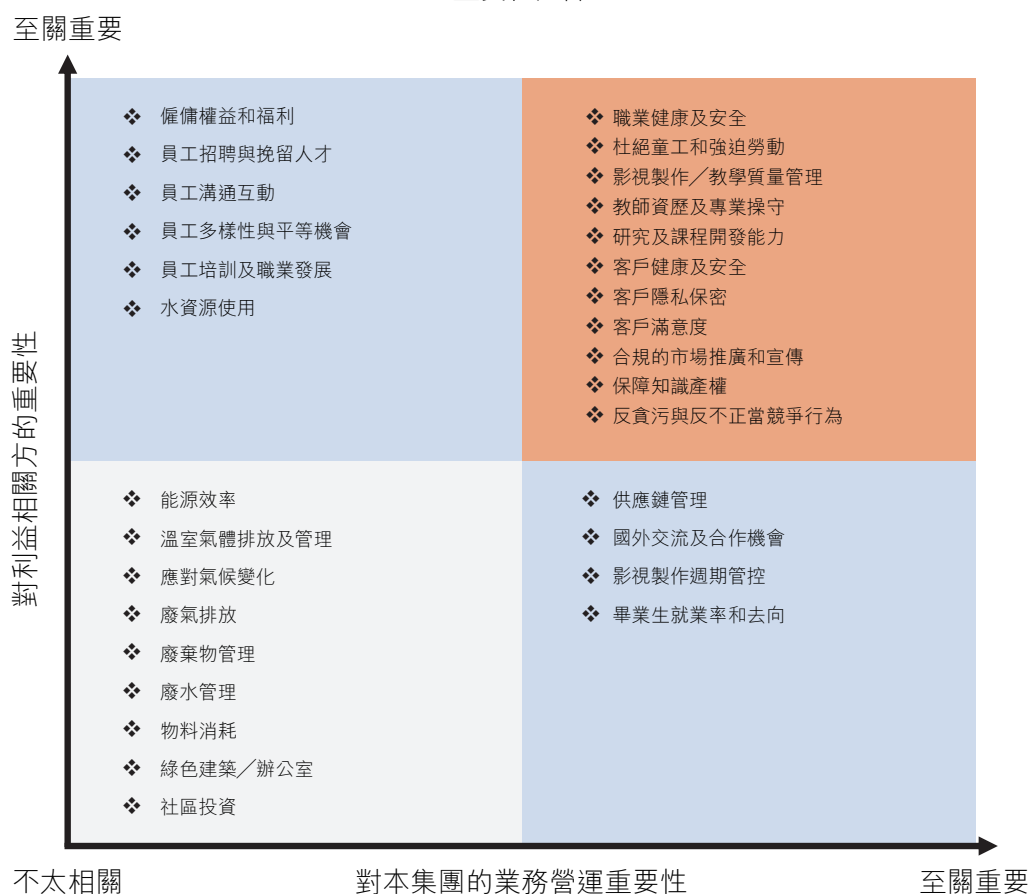 至關重要
❖ 僱傭權益和福利
❖ 員工招聘與挽留人才
❖ 員工溝通互動
❖ 員工多樣性與平等機會
❖ 員工培訓及職業發展
❖ 水資源使用
❖ 職業健康及安全
❖ 杜絕童工和強迫勞動
❖ 影視製作╱教學質量管理
❖ 教師資歷及專業操守
❖ 研究及課程開發能力
❖ 客戶健康及安全
❖ 客戶隱私保密
❖ 客戶滿意度
❖ 合規的市場推廣和宣傳
❖ 保障知識產權
❖ 反貪污與反不正當競爭行為
對利益相關方的重要性
❖ 能源效率
❖ 溫室氣體排放及管理
❖ 應對氣候變化
❖ 廢氣排放
❖ 廢棄物管理
❖ 廢水管理
❖ 物料消耗
❖ 綠色建築╱辦公室
❖ 社區投資
❖ 供應鏈管理
❖ 國外交流及合作機會
❖ 影視製作週期管控
❖ 畢業生就業率和去向
不太相關
對本集團的業務營運重要性
至關重要